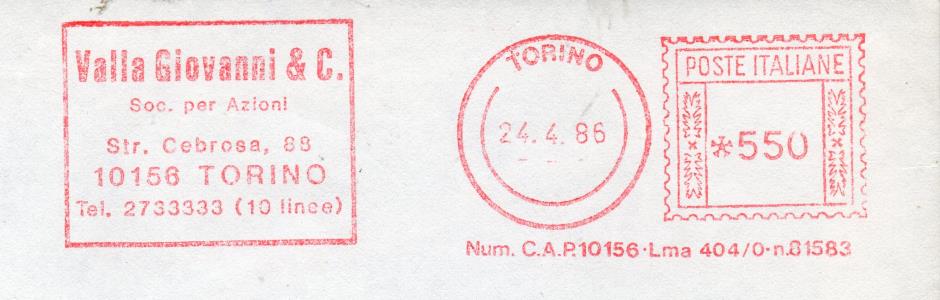 Valla Giovanni & C.
Soc. per Azioni
Str. Cebrosa, 88
10156 TORINO
Tel. 2733333 (10 linee)
TORINO
24.4.86
POSTE ITALIANE
*550
Num. C.A.P.10156·Lma 404/0·n.81583